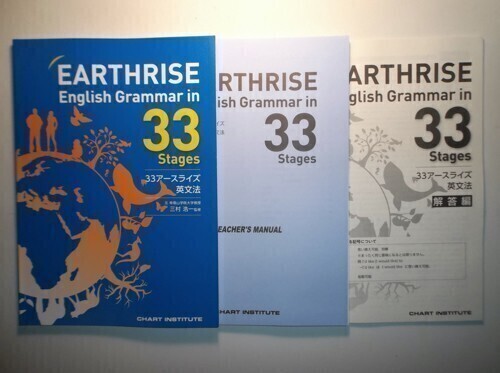 EARTHRISE
English Grammar in
33
Stages
33アースライズ
英文法
三村 浩一
CHART INSTITUTE
ARTHRISE
sh Grammar in
33
Stages
TEACHER'S MANUAL
CHART INSTITUTE
ARTHRISE
glish Grammar in
33
Stages
33アースライズ
英文法
解答編
CHART INSTITUTE